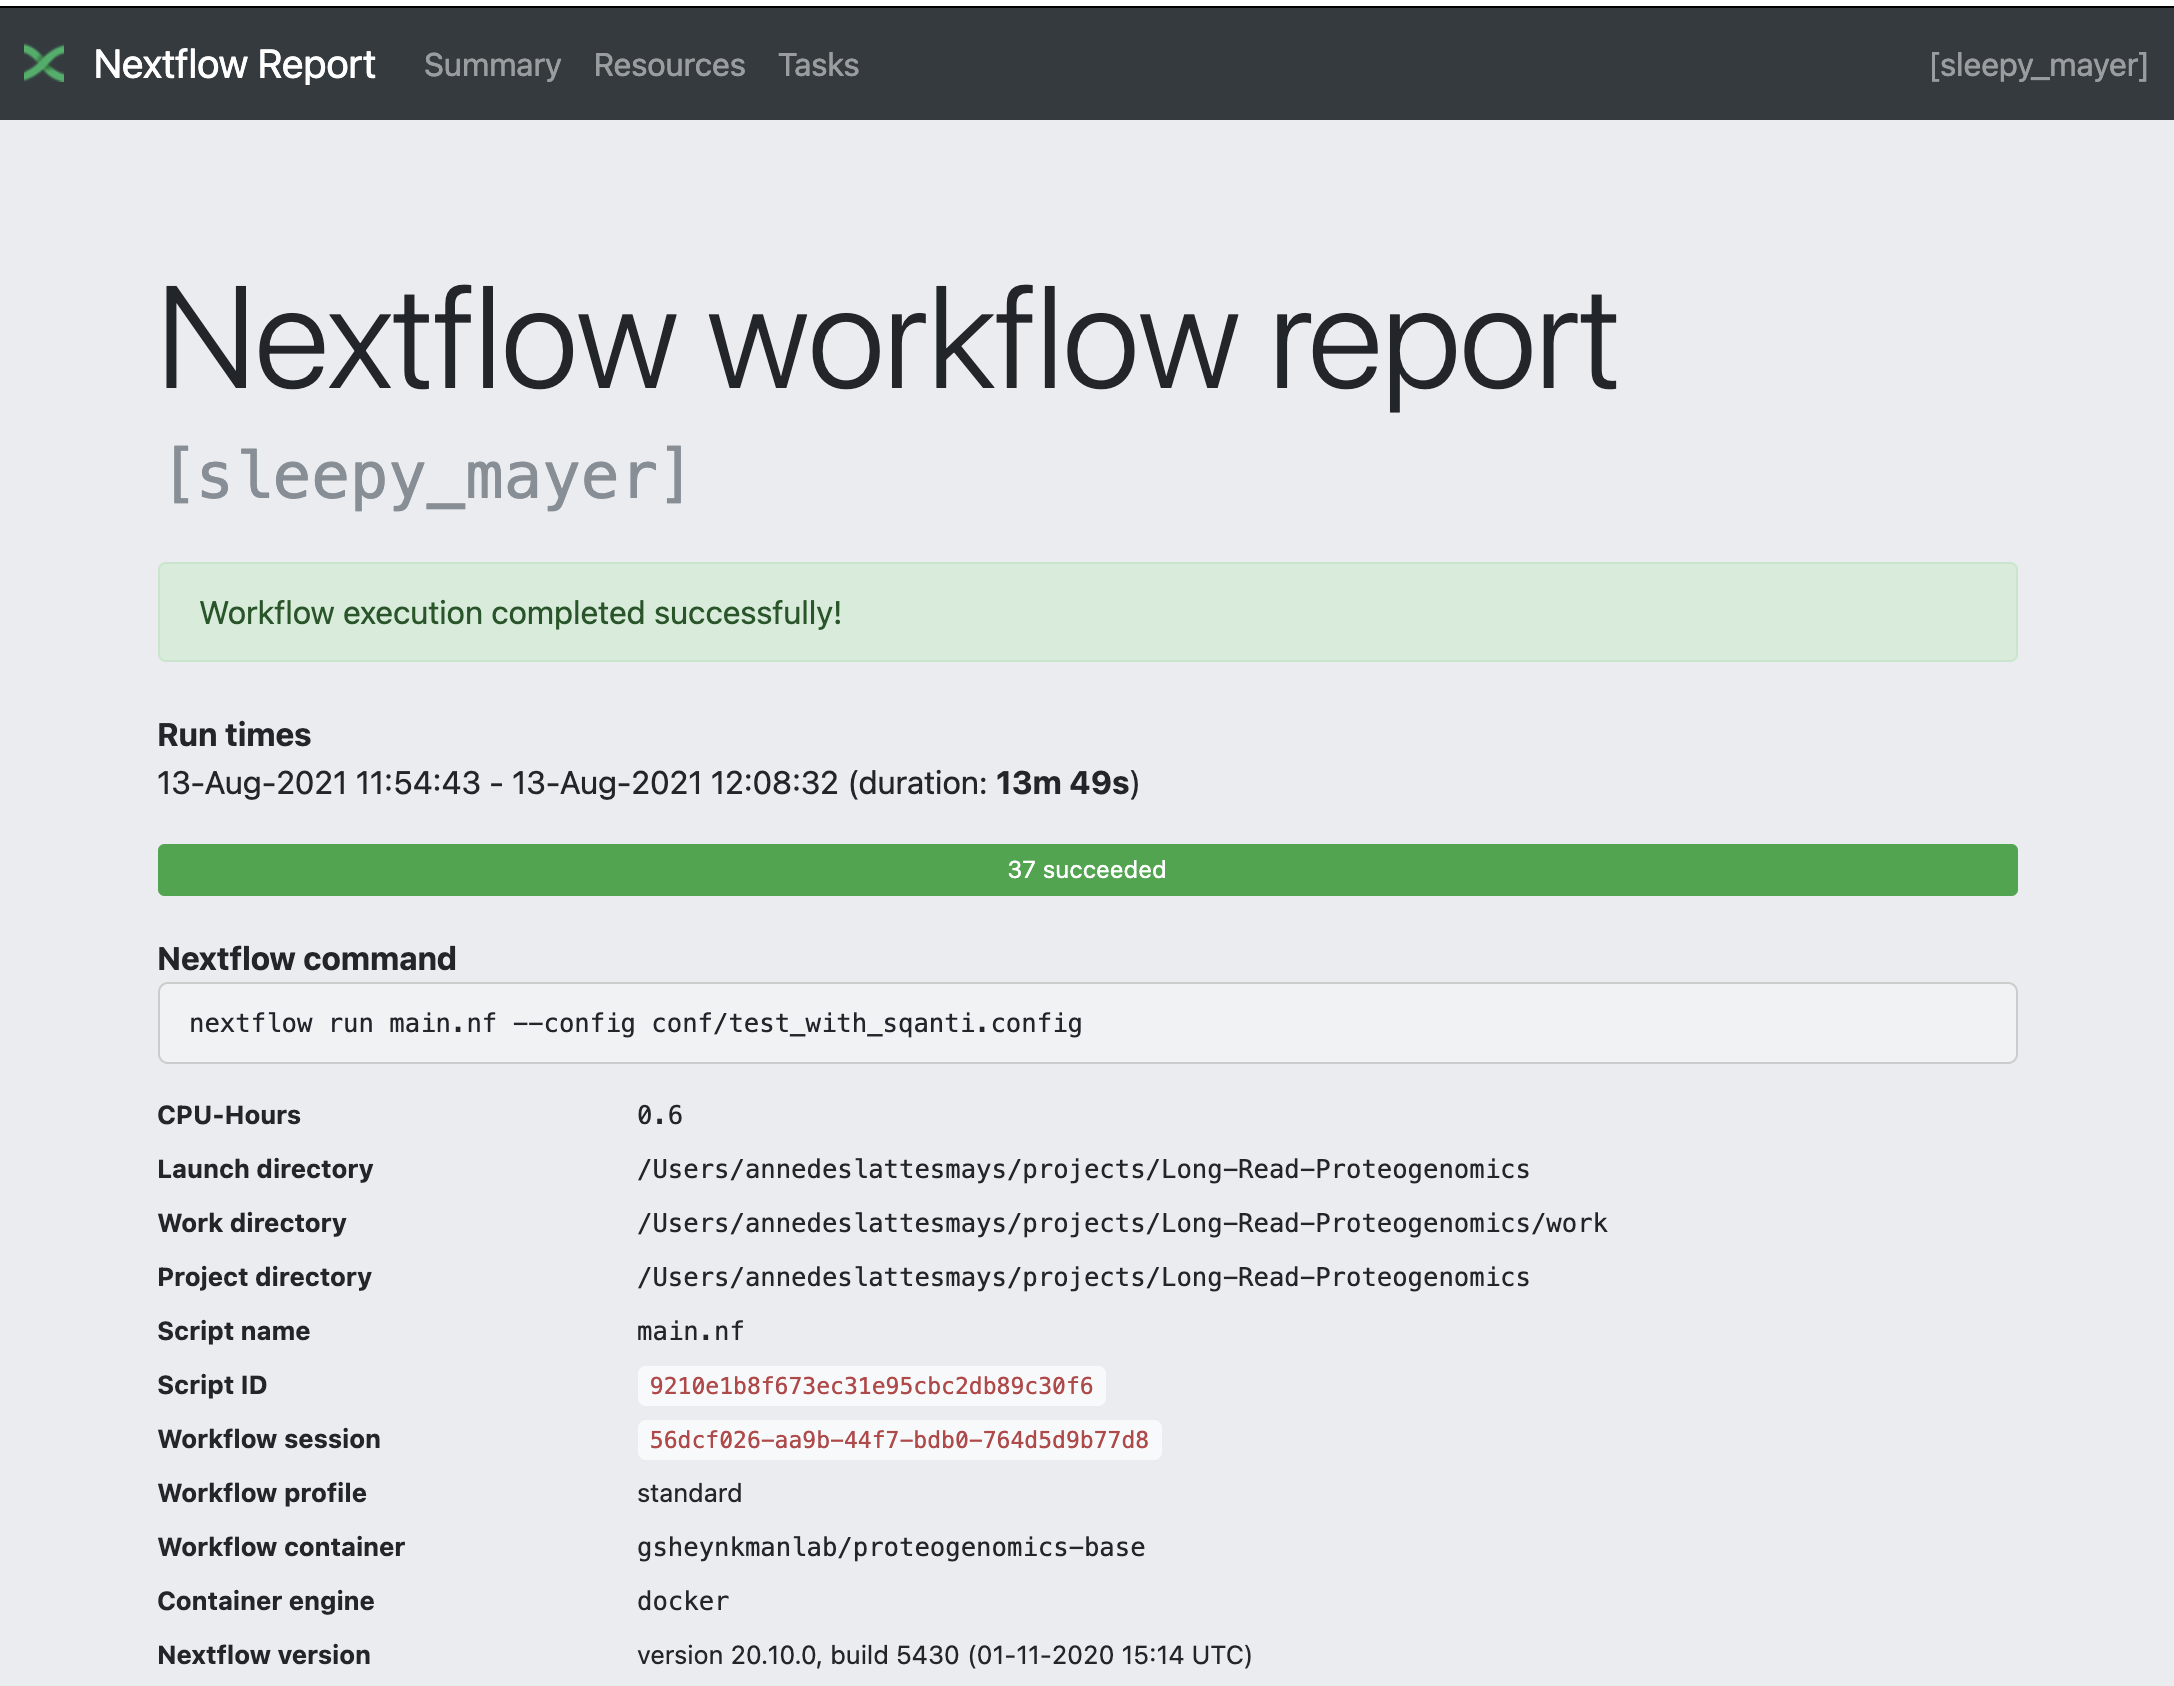 Nextflow Report Summary Resources Tasks [sleepy_mayer]
Nextflow workflow report
[sleepy_mayer]
Workflow execution completed successfully!
Run times
13-Aug-2021 11:54:43 - 13-Aug-2021 12:08:32 (duration: 13m 49s)
37 succeeded
Nextflow command
nextflow run main.nf --config conf/test_with_sqanti.config
CPU-Hours 0.6
Launch directory /Users/annedeslattesmays/projects/Long-Read-Proteogenomics
Work directory /Users/annedeslattesmays/projects/Long-Read-Proteogenomics/work
Project directory /Users/annedeslattesmays/projects/Long-Read-Proteogenomics
Script name main.nf
Script ID 9210e1b8f673ec31e95cbc2db89c30f6
Workflow session 56dcf026-aa9b-44f7-bdb0-764d5d9b77d8
Workflow profile standard
Workflow container gsheynkmanlab/proteogenomics-base
Container engine docker
Nextflow version version 20.10.0, build 5430 (01-11-2020 15:14 UTC)